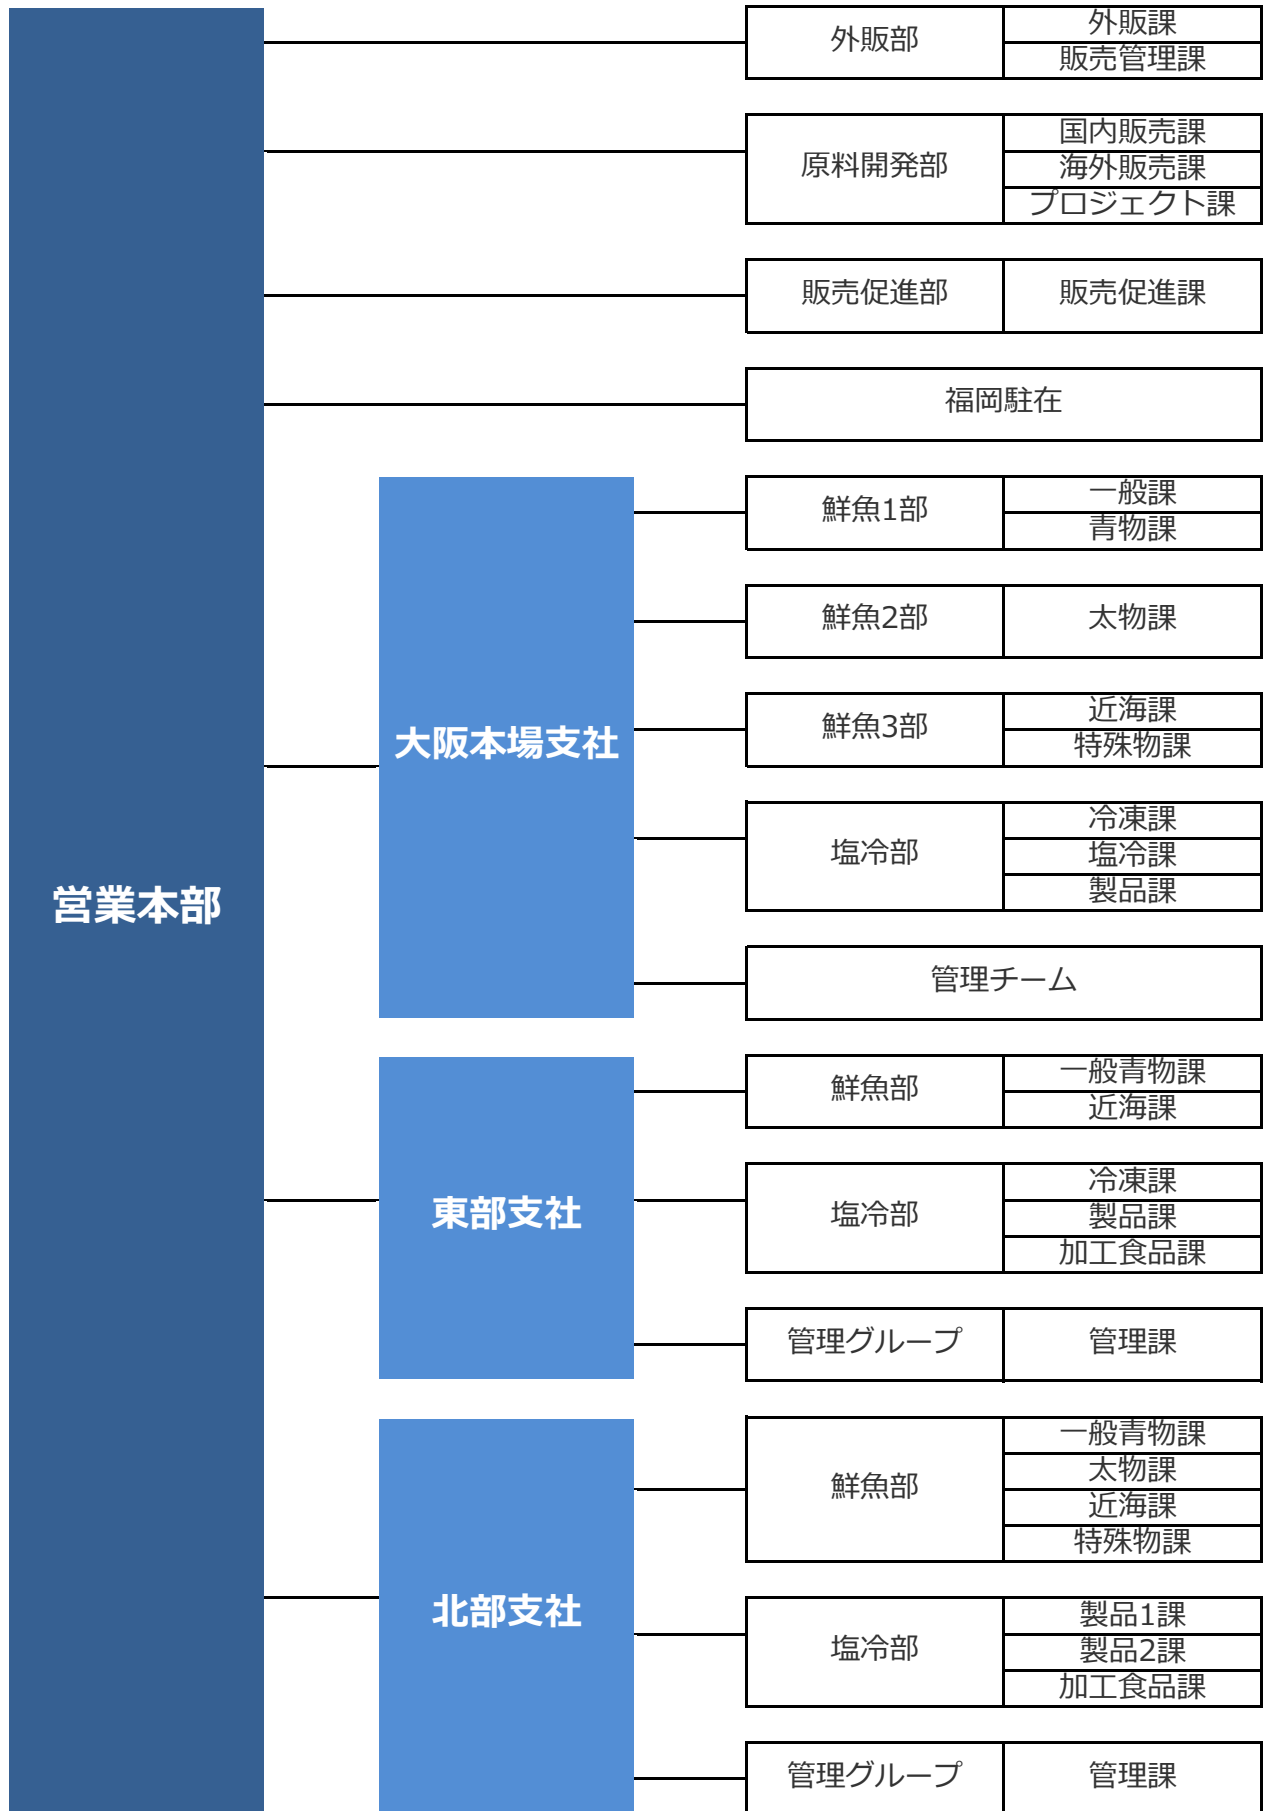 営業本部
外販部
外販課
販売管理課
原料開発部
国内販売課
海外販売課
プロジェクト課
販売促進部
販売促進課
福岡駐在
大阪本場支社
鮮魚1部
一般課
青物課
鮮魚2部
太物課
鮮魚3部
近海課
特殊物課
塩冷部
冷凍課
塩冷課
製品課
管理チーム
東部支社
鮮魚部
一般青物課
近海課
塩冷部
冷凍課
製品課
加工食品課
管理グループ
管理課
北部支社
鮮魚部
一般青物課
太物課
近海課
特殊物課
塩冷部
製品1課
製品2課
加工食品課
管理グループ
管理課